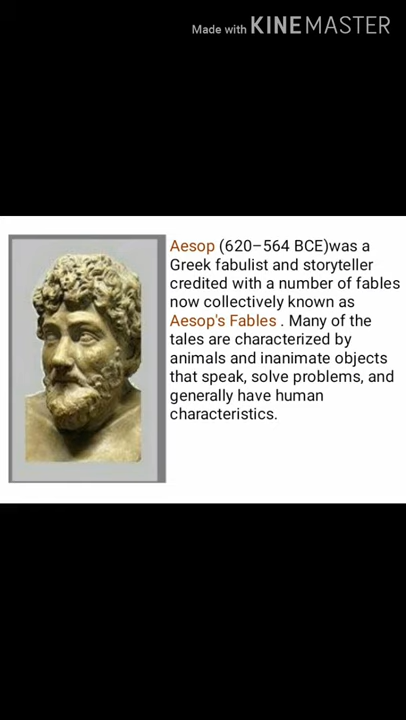 Made with KINEMASTER
Aesop (620–564 BCE)was a
Greek fabulist and storyteller
credited with a number of fables
now collectively known as
Aesop's Fables . Many of the
tales are characterized by
animals and inanimate objects
that speak, solve problems, and
generally have human
characteristics.